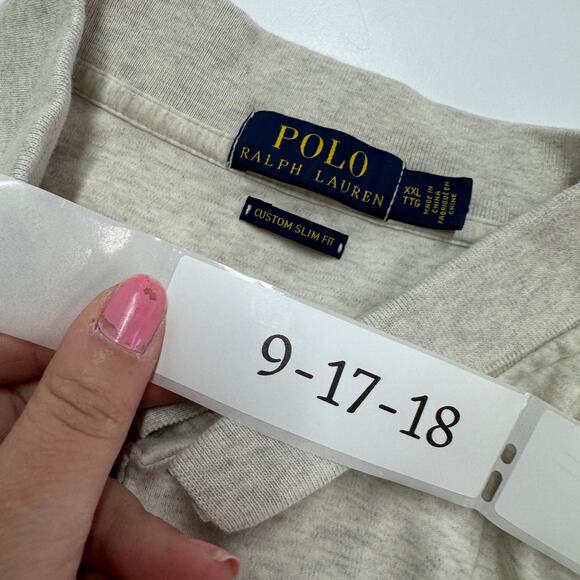 POLO
RALPH LAUREN
XXL
TTG
MADE IN
CHINA
FABRIQUÉ EN
CHINE
CUSTOM SLIM FIT
9-17-18